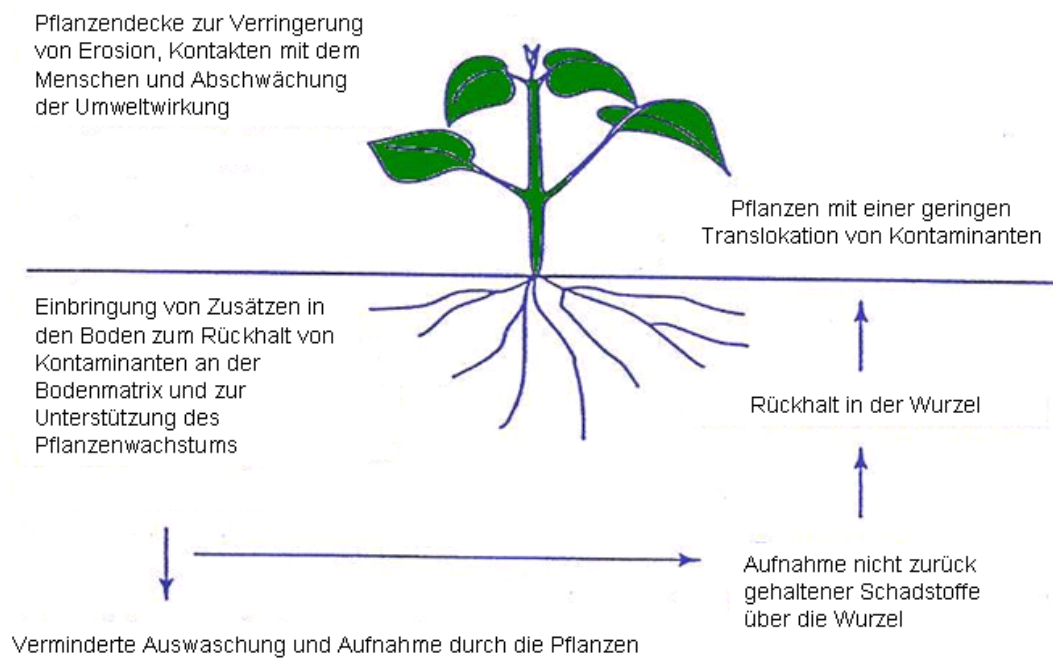 Pflanzendecke zur Verringerung
von Erosion, Kontakten mit dem
Menschen und Abschwächung
der Umweltwirkung
Pflanzen mit einer geringen
Translokation von Kontaminanten
Einbringung von Zusätzen in
den Boden zum Rückhalt von
Kontaminanten an der
Bodenmatrix und zur
Unterstützung des
Pflanzenwachstums
Rückhalt in der Wurzel
Aufnahme nicht zurück
gehaltener Schadstoffe
über die Wurzel
Verminderte Auswaschung und Aufnahme durch die Pflanzen